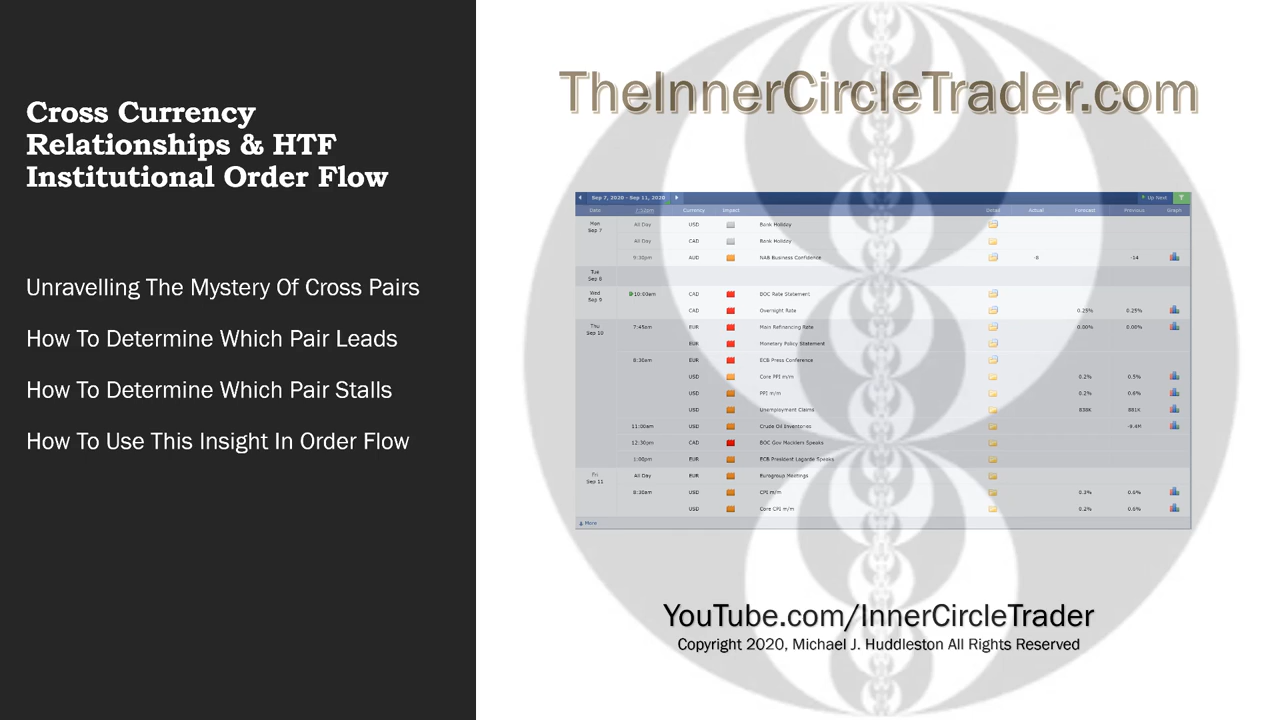 Cross Currency
Relationships & HTF
Institutional Order Flow
Unravelling The Mystery Of Cross Pairs
How To Determine Which Pair Leads
How To Determine Which Pair Stalls
How To Use This Insight In Order Flow
TheInnerCircleTrader.com
Sep 7, 2020 - Sep 11, 2020 Up Next
Date 7:52pm Currency Impact Detail Actual Forecast Previous Graph
Mon Sep 7 All Day USD Bank Holiday
All Day CAD Bank Holiday
9:30pm AUD NAB Business Confidence -8 -14
Tue Sep 8
Wed Sep 9 10:00am CAD BOC Rate Statement
CAD Overnight Rate 0.25% 0.25%
Thu Sep 10 7:45am EUR Main Refinancing Rate 0.00% 0.00%
EUR Monetary Policy Statement
8:30am EUR ECB Press Conference
USD Core PPI m/m 0.2% 0.5%
USD PPI m/m 0.2% 0.6%
USD Unemployment Claims 838K 881K
11:00am USD Crude Oil Inventories -9.4M
12:30pm CAD BOC Gov Macklem Speaks
1:00pm EUR ECB President Lagarde Speaks
Fri Sep 11 All Day EUR Eurogroup Meetings
8:30am USD CPI m/m 0.3% 0.6%
USD Core CPI m/m 0.2% 0.6%
More
YouTube.com/InnerCircleTrader
Copyright 2020, Michael J. Huddleston All Rights Reserved